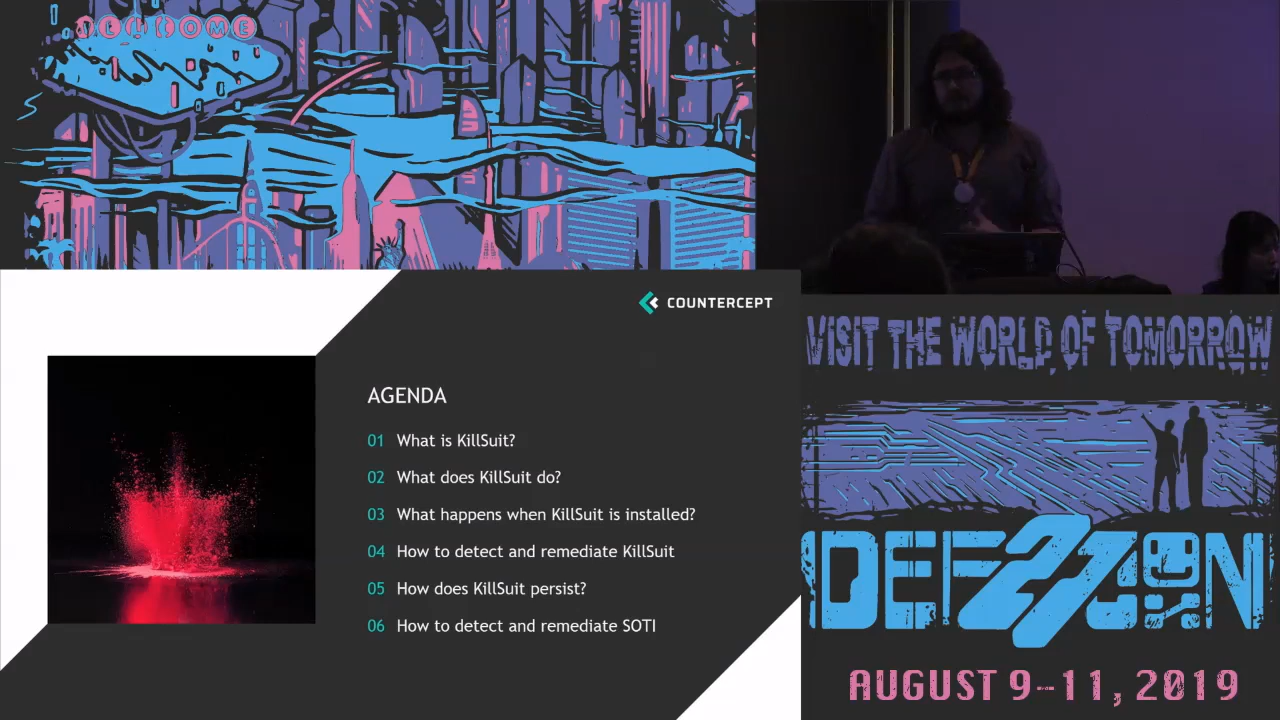 WELCOME
COUNTERCEPT
AGENDA
01 What is KillSuit?
02 What does KillSuit do?
03 What happens when KillSuit is installed?
04 How to detect and remediate KillSuit
05 How does KillSuit persist?
06 How to detect and remediate SOTI
VISIT THE WORLD OF TOMORROW
DEF27CON
AUGUST 9-11, 2019